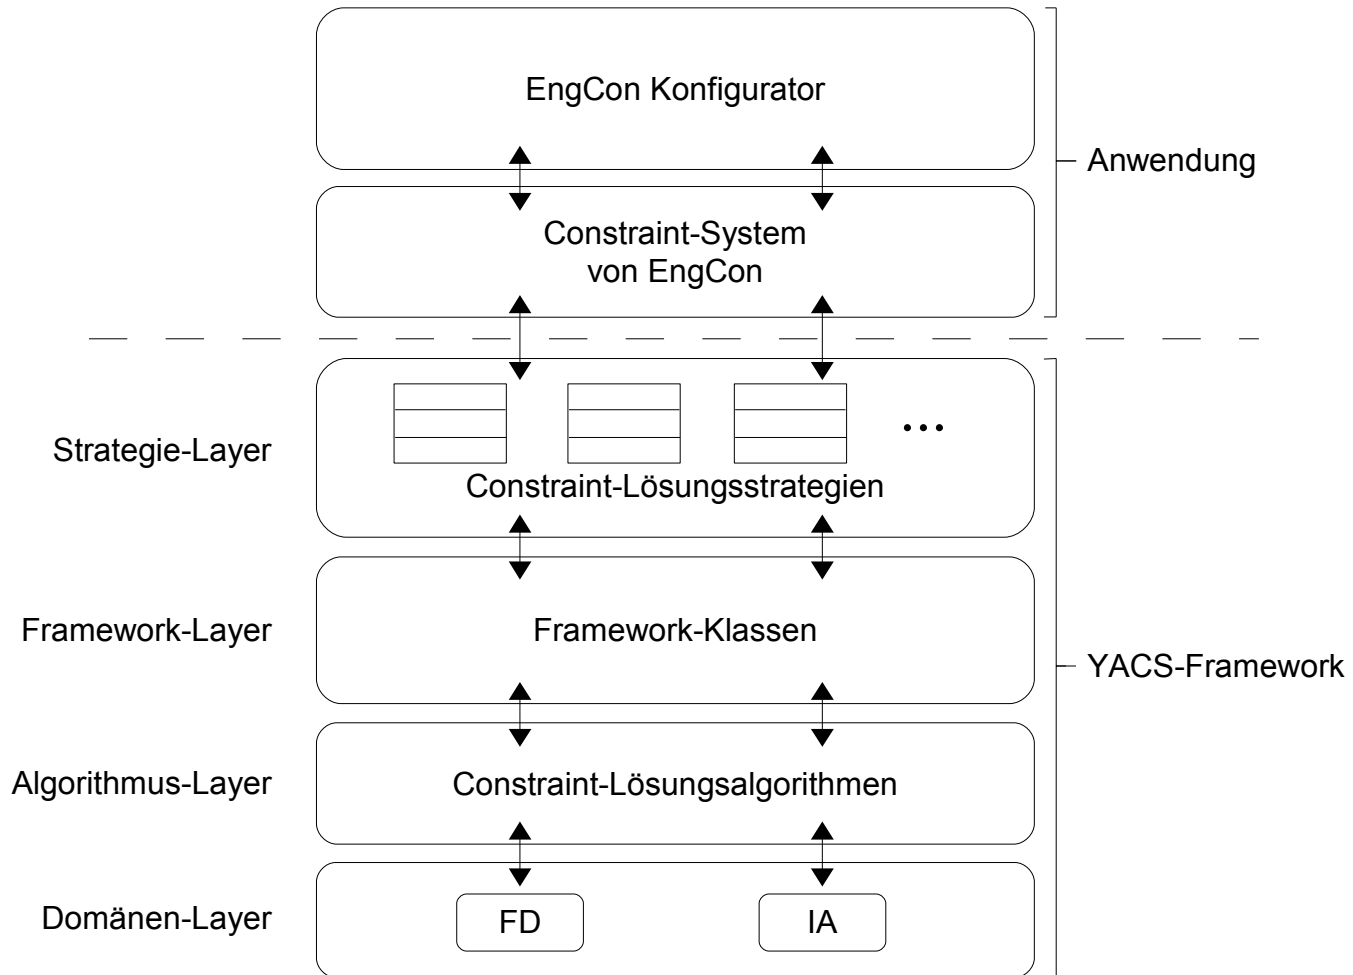 EngCon Konfigurator
Anwendung
Constraint-System
von EngCon
Strategie-Layer
...
Constraint-Lösungsstrategien
Framework-Layer
Framework-Klassen
YACS-Framework
Algorithmus-Layer
Constraint-Lösungsalgorithmen
Domänen-Layer
FD
IA